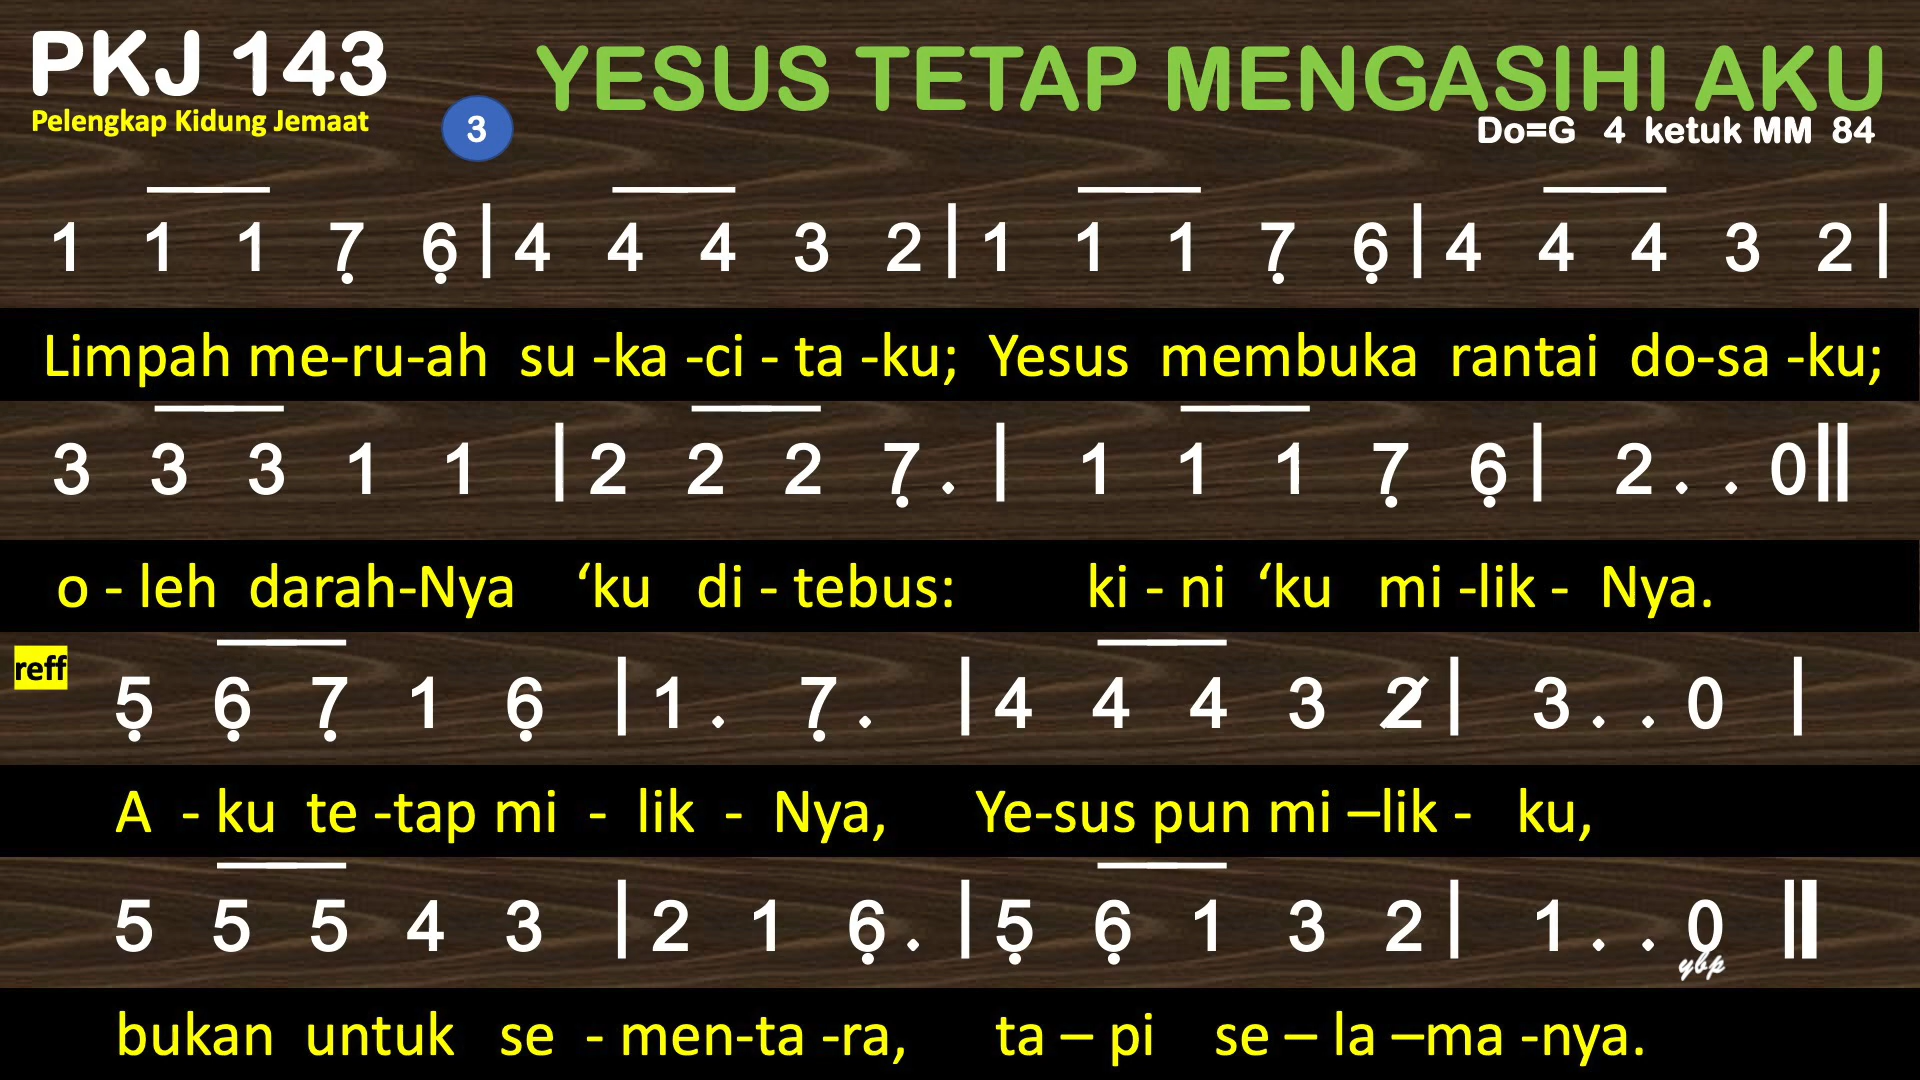 PKJ 143
YESUS TETAP MENGASIHI AKU
Pelengkap Kidung Jemaat
3
Do=G 4 ketuk MM 84
1 1 1 7̣ 6̣ | 4 4 4 3 2 | 1 1 1 7̣ 6̣ | 4 4 4 3 2 |
Limpah me-ru-ah su -ka -ci - ta -ku; Yesus membuka rantai do-sa -ku;
3 3 3 1 1 | 2 2 2 7̣ . | 1 1 1 7̣ 6̣ | 2 . . 0 ||
o - leh darah-Nya ‘ku di - tebus: ki - ni ‘ku mi -lik - Nya.
reff
5̣ 6̣ 7̣ 1 6̣ | 1 . 7̣ . | 4 4 4 3 2̸ | 3 . . 0 |
A - ku te -tap mi - lik - Nya, Ye-sus pun mi –lik - ku,
5 5 5 4 3 | 2 1 6̣ . | 5̣ 6̣ 1 3 2 | 1 . . 0 ||
ybp
bukan untuk se - men-ta -ra, ta – pi se – la –ma -nya.